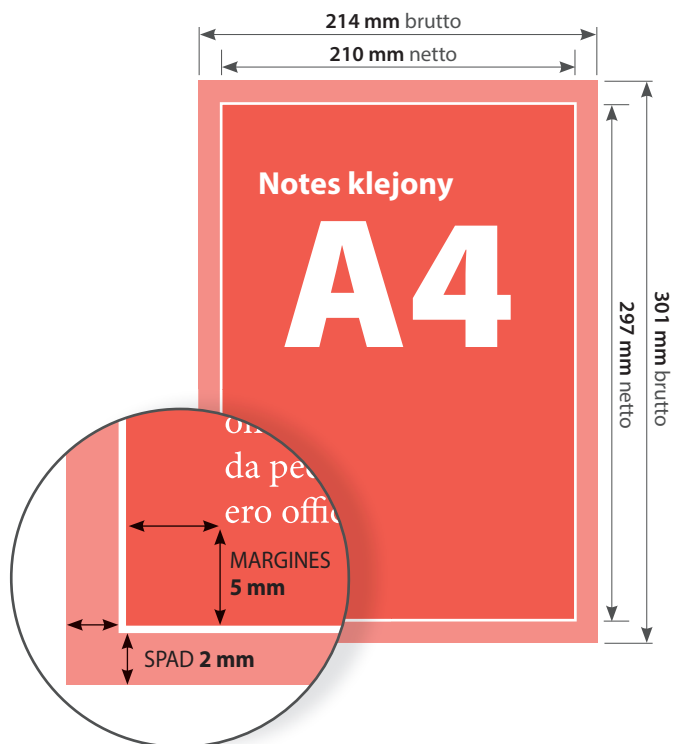 214 mm brutto
210 mm netto
Notes klejony
A4
297 mm netto
301 mm brutto
da pe
ero offic
MARGINES
5 mm
SPAD 2 mm